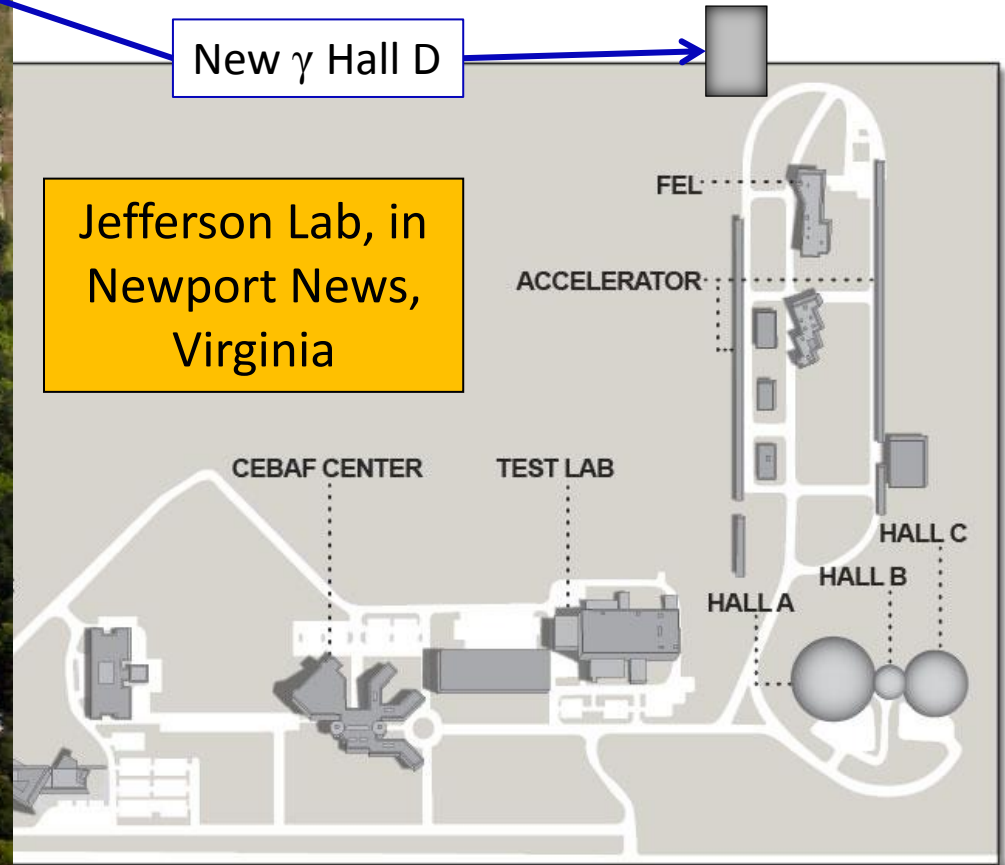 New γ Hall D
Jefferson Lab, in
Newport News,
Virginia
FEL
ACCELERATOR
CEBAF CENTER
TEST LAB
HALL C
HALL B
HALL A